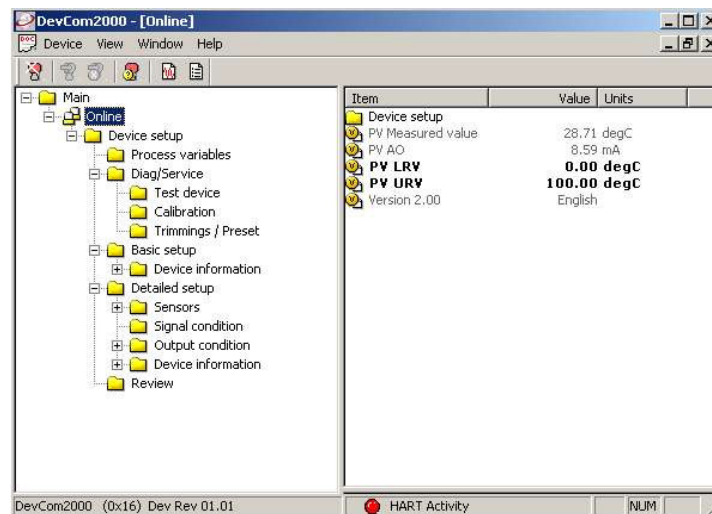 DevCom2000 - [Online]
Device View Window Help
Main
Online
Device setup
Process variables
Diag/Service
Test device
Calibration
Trimmings / Preset
Basic setup
Device information
Detailed setup
Sensors
Signal condition
Output condition
Device information
Review
Item Value Units
Device setup
PV Measured value 28.71 degC
PV AO 8.59 mA
PV LRV 0.00 degC
PV URV 100.00 degC
Version 2.00 English
DevCom2000 (0x16) Dev Rev 01.01
HART Activity NUM